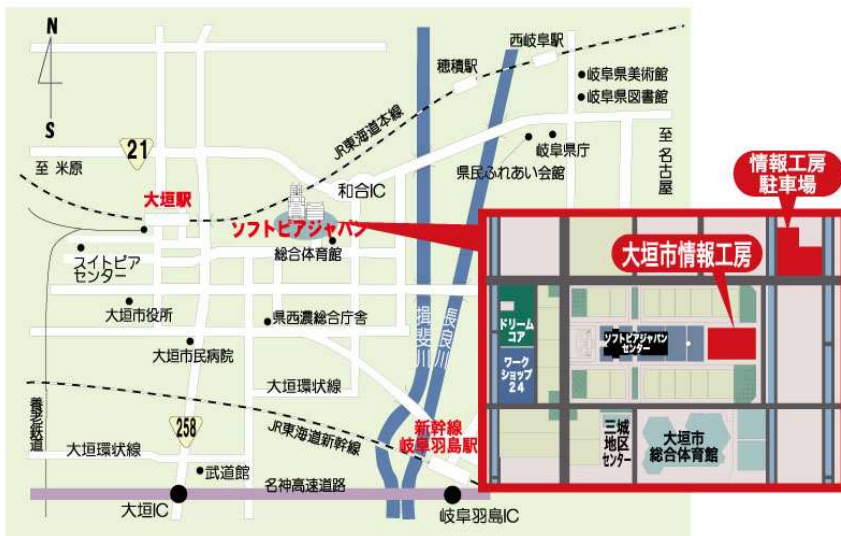 N
S
21
至 米原
大垣駅
JR東海道本線
穂積駅
西岐阜駅
岐阜県美術館
岐阜県図書館
岐阜県庁
県民ふれあい会館
至 名古屋
和合IC
ソフトピアジャパン
総合体育館
スイトピア
センター
大垣市役所
県西濃総合庁舎
大垣市民病院
揖斐川
長良川
大垣環状線
養老鉄道
258
大垣環状線
JR東海道新幹線
新幹線
岐阜羽島駅
武道館
名神高速道路
大垣IC
岐阜羽島IC
情報工房
駐車場
大垣市情報工房
ドリーム
コア
ソフトピアジャパン
センター
ワーク
ショップ
24
三城
地区
センター
大垣市
総合体育館